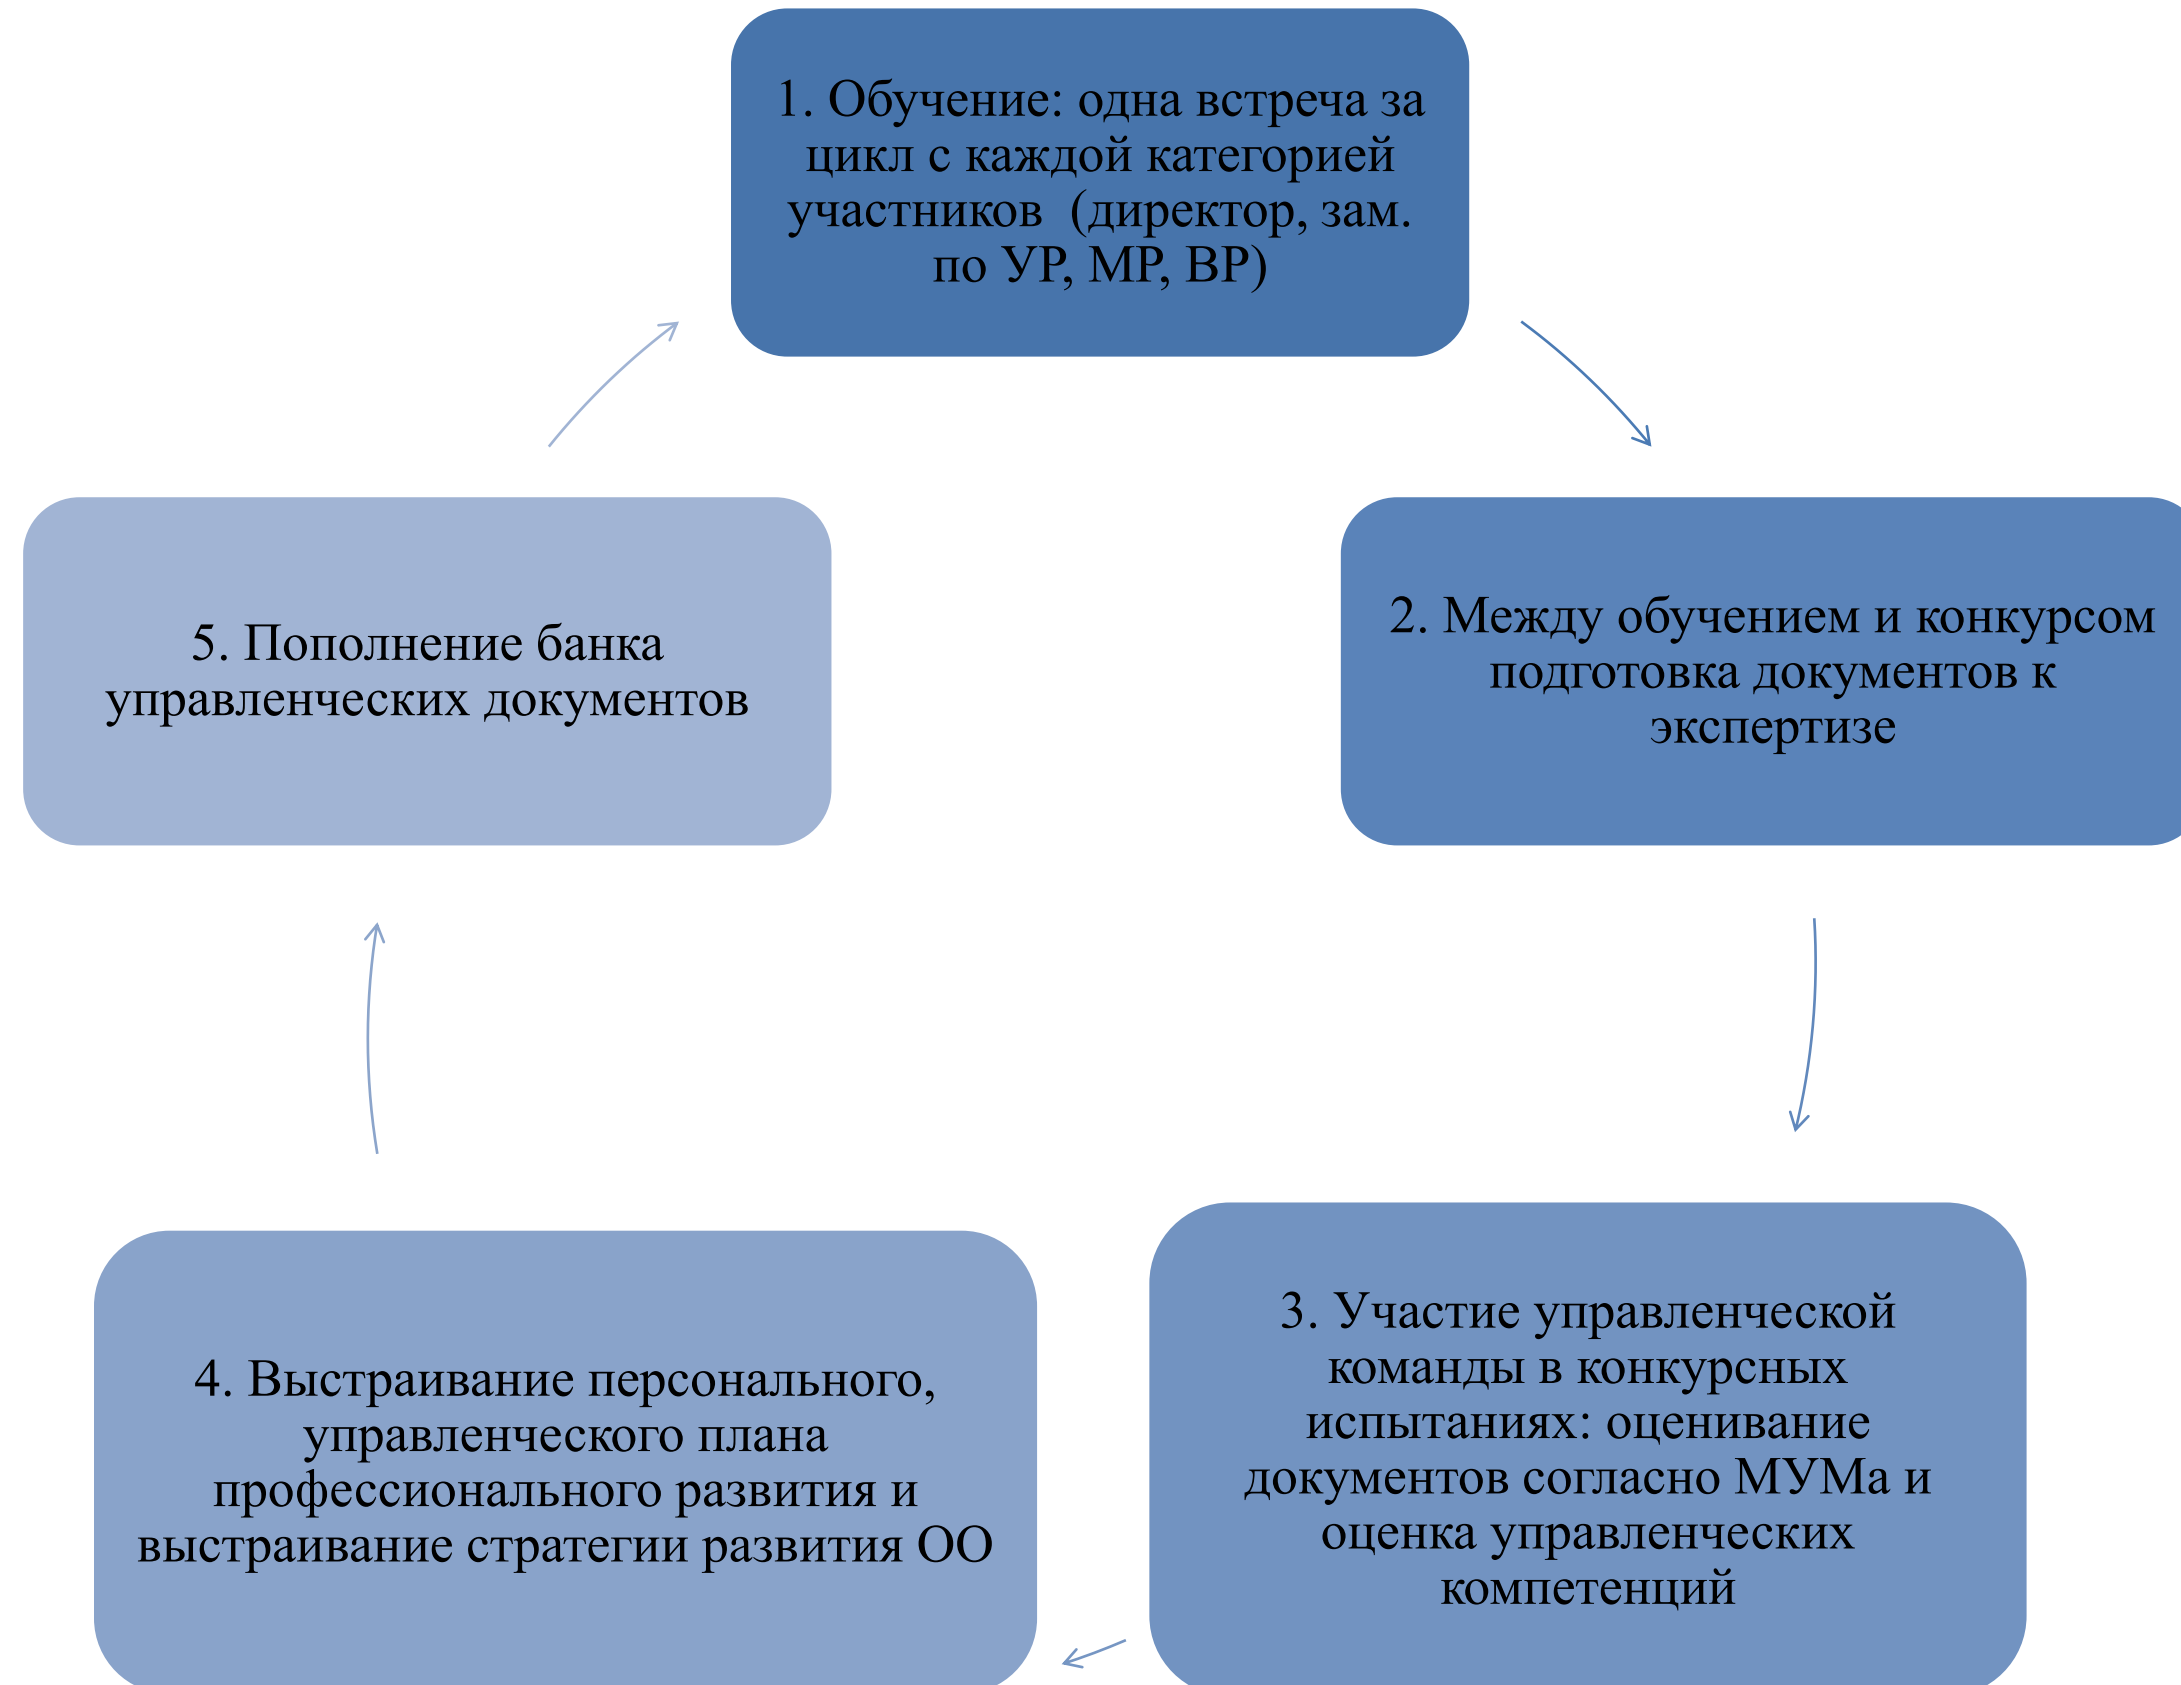 1. Обучение: одна встреча за
цикл с каждой категорией
участников  (директор, зам.
по УР, МР, ВР)
2. Между обучением и конкурсом
подготовка документов к
экспертизе
3. Участие управленческой
команды в конкурсных
испытаниях: оценивание
документов согласно МУМа и
оценка управленческих
компетенций
4. Выстраивание персонального,
управленческого плана
профессионального развития и
выстраивание стратегии развития ОО
5. Пополнение банка
управленческих документов